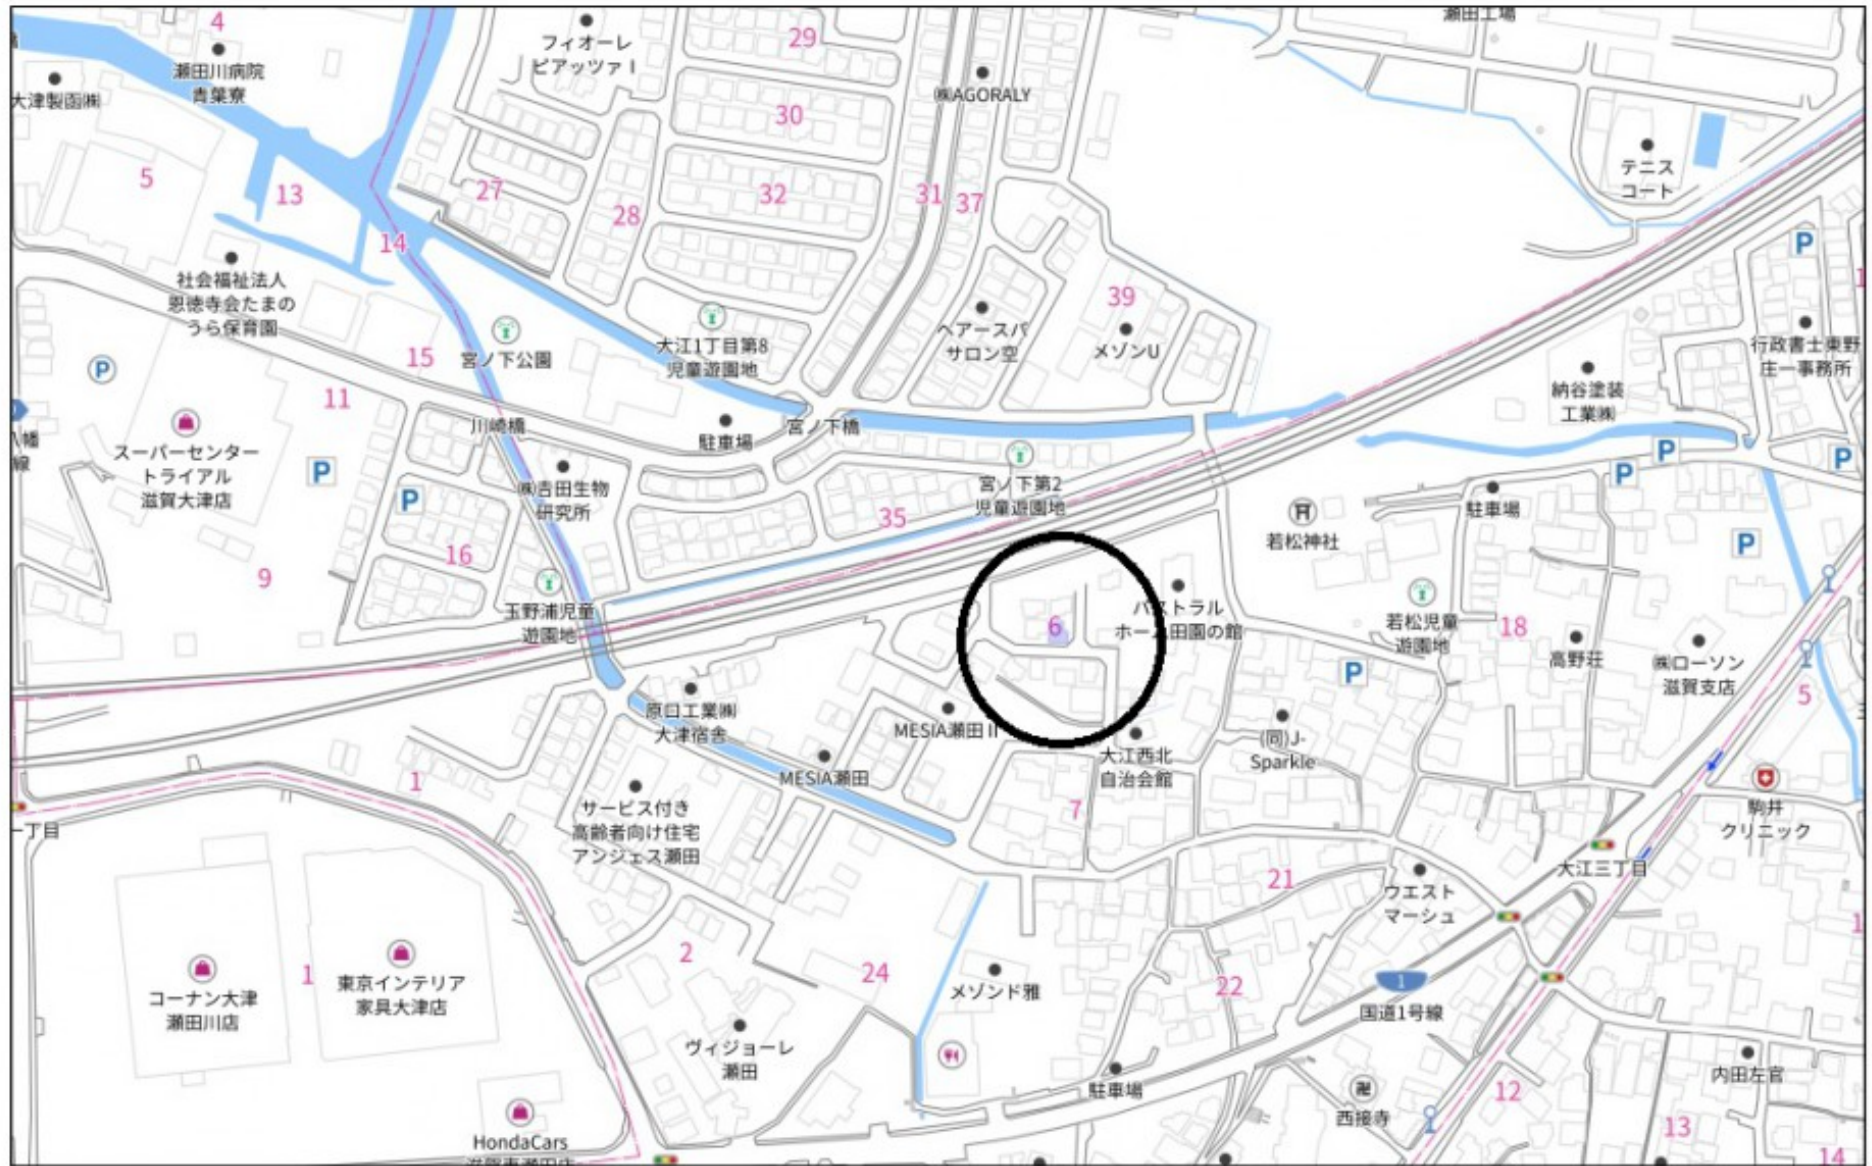 4
瀬田川病院
青葉寮
大津製函㈱
5
13
14
フィオーレ
ピアッツァⅠ
29
30
27
28
32
31
37
㈱AGORALY
瀬田工場
テニス
コート
P
社会福祉法人
恩徳寺会たまの
うら保育園
15
宮ノ下公園
大江1丁目第8
児童遊園地
ヘアースパ
サロン空
39
メゾンU
納谷塗装
工業㈱
行政書士東野
庄一事務所
P
11
スーパーセンター
トライアル
滋賀大津店
P
P
川崎橋
駐車場
宮ノ下橋
㈱吉田生物
研究所
16
9
35
宮ノ下第2
児童遊園地
若松神社
駐車場
P
P
P
P
玉野浦児童
遊園地
6
パストラル
ホーム田園の館
若松児童
遊園地
18
高野荘
㈱ローソン
滋賀支店
P
5
原口工業㈱
大津宿舎
MESIA瀬田Ⅱ
MESIA瀬田
大江西北
自治会館
(同)J-
Sparkle
7
1
一丁目
サービス付き
高齢者向け住宅
アンジェス瀬田
駒井
クリニック
大江三丁目
21
ウエスト
マーシュ
コーナン大津
瀬田川店
1
東京インテリア
家具大津店
2
24
メゾンド雅
22
1
国道1号線
ヴィジョーレ
瀬田
駐車場
西接寺
12
内田左官
13
14
HondaCars